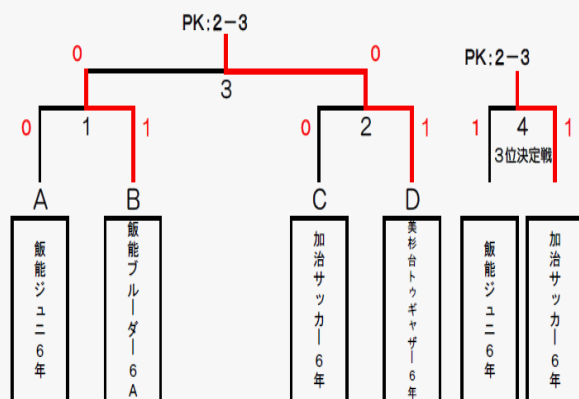 PK:2-3
0 0
3
PK:2-3
0 1 1
0 2 1
1 4 1
3位決定戦
A
B
C
D
飯能ジュニ6年
飯能ブルーダー6A
加治サッカー6年
美杉台トゥギャザー6年
飯能ジュニ6年
加治サッカー6年